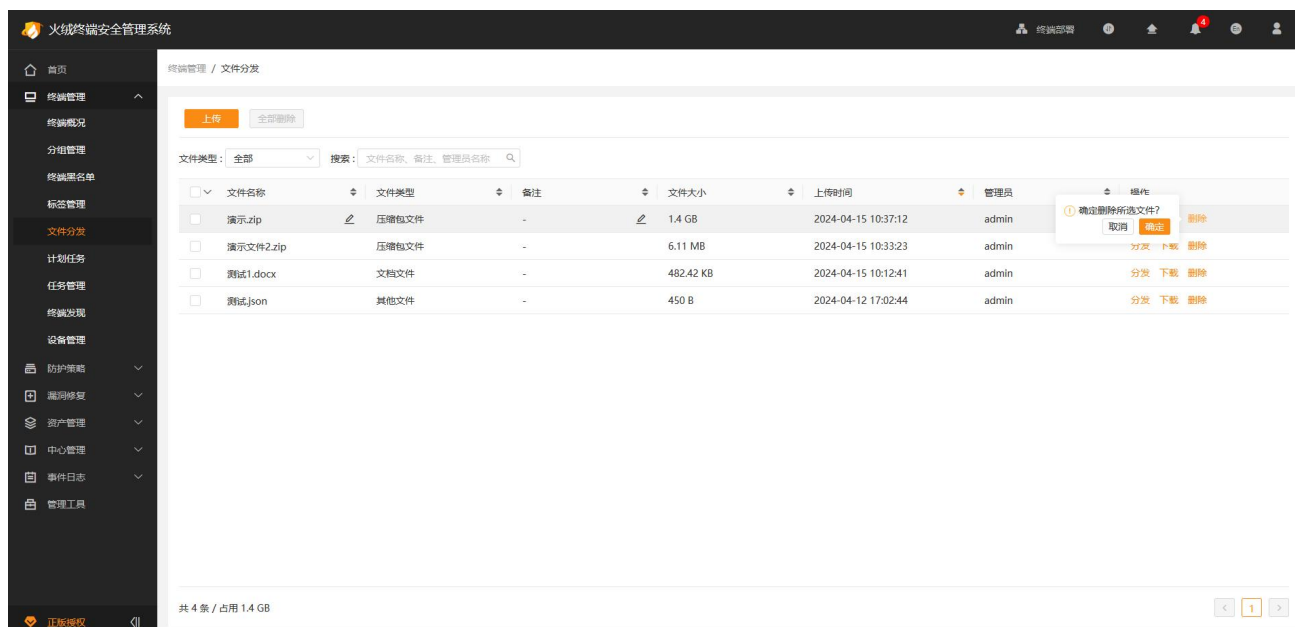 火绒终端安全管理系统
终端部署
4
首页
终端管理 / 文件分发
终端管理
终端概况
分组管理
终端黑名单
标签管理
文件分发
计划任务
任务管理
终端发现
设备管理
防护策略
漏洞修复
资产管理
中心管理
事件日志
管理工具
正版授权
上传 全部删除
文件类型： 全部 搜索： 文件名称、备注、管理员名称
文件名称 文件类型 备注 文件大小 上传时间 管理员 操作
演示.zip 压缩包文件 - 1.4 GB 2024-04-15 10:37:12 admin 删除
确定删除所选文件?
取消 确定
演示文件2.zip 压缩包文件 - 6.11 MB 2024-04-15 10:33:23 admin 分发 下载 删除
测试1.docx 文档文件 - 482.42 KB 2024-04-15 10:12:41 admin 分发 下载 删除
测试.json 其他文件 - 450 B 2024-04-12 17:02:44 admin 分发 下载 删除
共 4 条 / 占用 1.4 GB
1